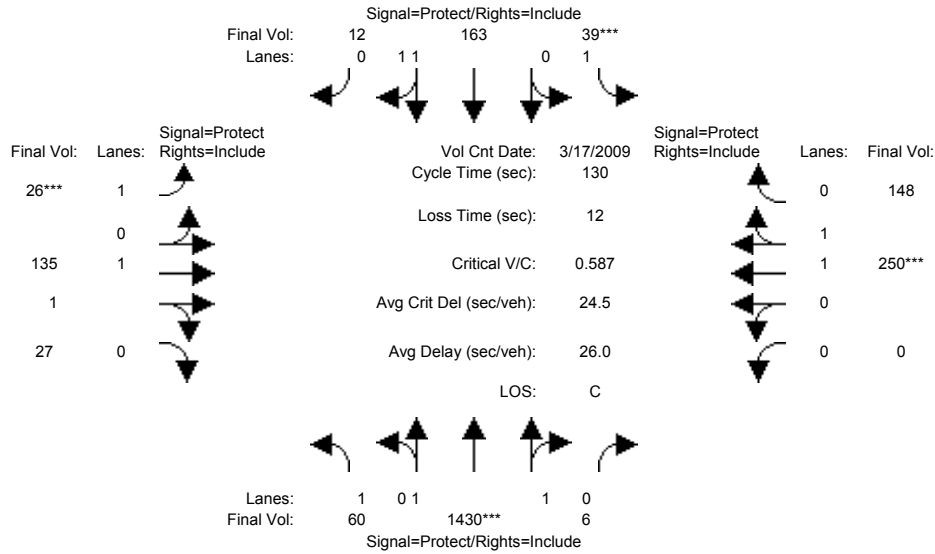 Signal=Protect/Rights=Include
Final Vol: 12 163 39***
Lanes: 0 1 1 0 1
Signal=Protect
Final Vol: Lanes: Rights=Include
Vol Cnt Date: 3/17/2009
Signal=Protect
Rights=Include Lanes: Final Vol:
Cycle Time (sec): 130
26*** 1
0 148
Loss Time (sec): 12
0
1
135 1
Critical V/C: 0.587
1 250***
1
Avg Crit Del (sec/veh): 24.5
0
27 0
Avg Delay (sec/veh): 26.0
0 0
LOS: C
Lanes: 1 0 1 1 0
Final Vol: 60 1430*** 6
Signal=Protect/Rights=Include